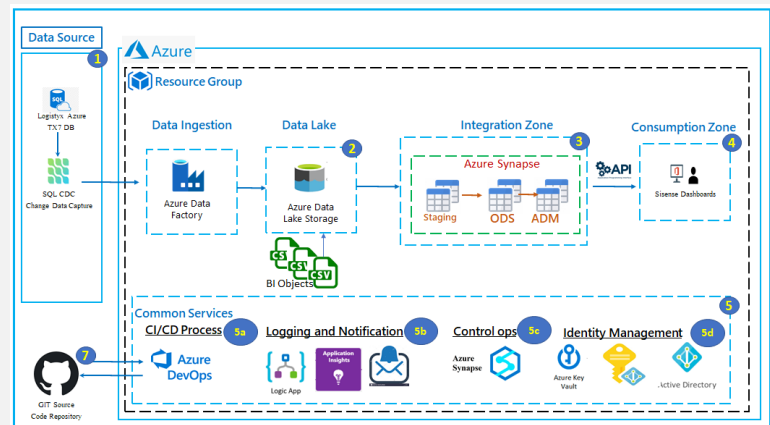 Data Source
1
SQL
Logistyx Azure
TX7 DB
SQL CDC
Change Data Capture
Azure
Resource Group
Data Ingestion
Azure Data
Factory
Data Lake
2
Azure Data
Lake Storage
CSV
CSV
CSV
BI Objects
Integration Zone
3
Azure Synapse
Staging
ODS
ADM
API
Consumption Zone
4
Sisense Dashboards
5
Common Services
CI/CD Process
5a
Azure
DevOps
Logging and Notification
5b
Logic App
Application
Insights
Control ops
5c
Azure
Synapse
Identity Management
5d
Azure Key
Vault
Active Directory
7
GIT Source
Code Repository